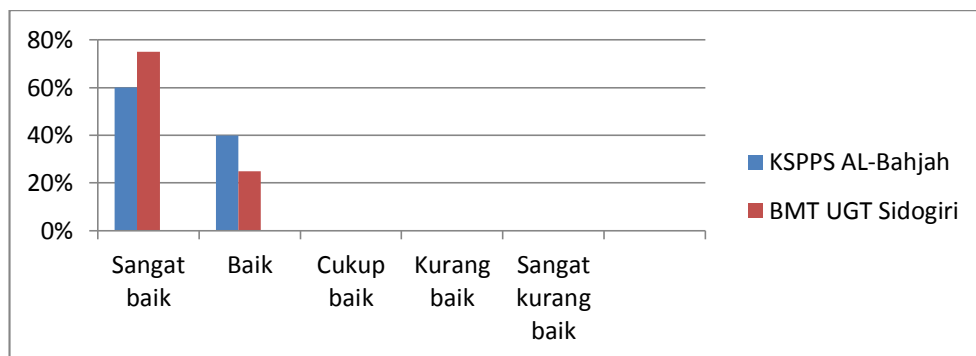 80%
60%
40%
20%
0%
Sangat
baik
Baik
Cukup
baik
Kurang
baik
Sangat
kurang
baik
KSPPS AL-Bahjah
BMT UGT Sidogiri